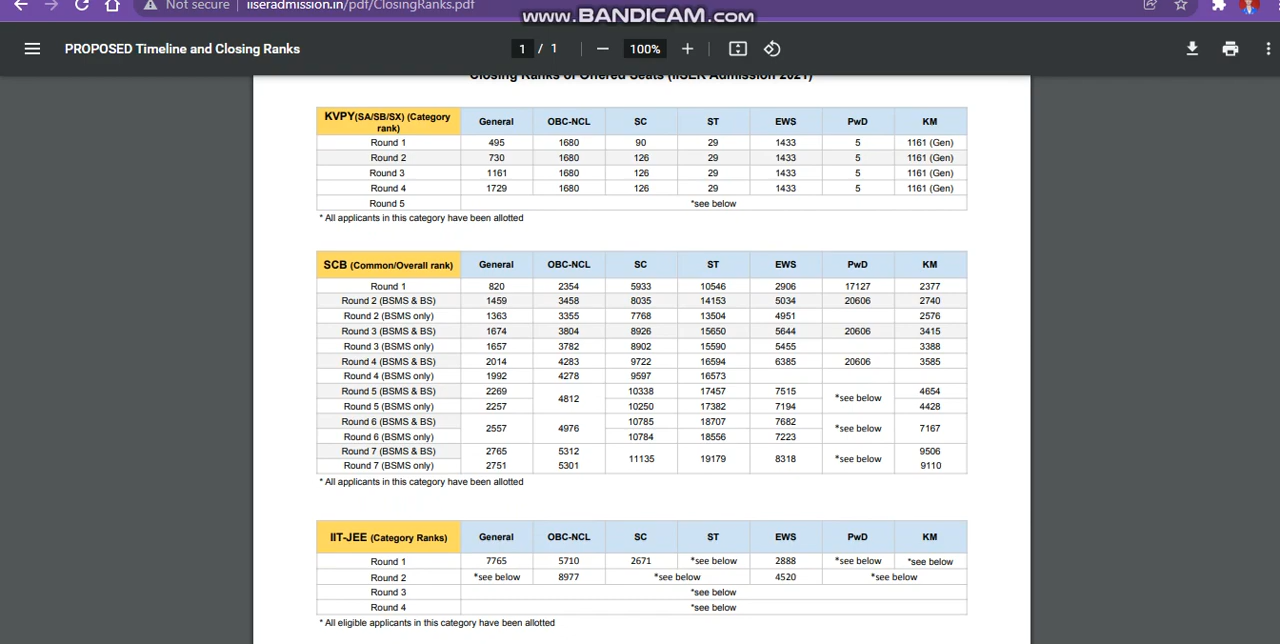 Not secure | iiseradmission.in/pdf/ClosingRanks.pdf
www.BANDICAM.com
PROPOSED Timeline and Closing Ranks 1 / 1 — 100% +
Closing Ranks of Offered Seats (IISER Admission 2021)
KVPY(SA/SB/SX) (Category rank) General OBC-NCL SC ST EWS PwD KM
Round 1 495 1680 90 29 1433 5 1161 (Gen)
Round 2 730 1680 126 29 1433 5 1161 (Gen)
Round 3 1161 1680 126 29 1433 5 1161 (Gen)
Round 4 1729 1680 126 29 1433 5 1161 (Gen)
Round 5 *see below
* All applicants in this category have been allotted
SCB (Common/Overall rank) General OBC-NCL SC ST EWS PwD KM
Round 1 820 2354 5933 10546 2906 17127 2377
Round 2 (BSMS & BS) 1459 3458 8035 14153 5034 20606 2740
Round 2 (BSMS only) 1363 3355 7768 13504 4951 2576
Round 3 (BSMS & BS) 1674 3804 8926 15650 5644 20606 3415
Round 3 (BSMS only) 1657 3782 8902 15590 5455 3388
Round 4 (BSMS & BS) 2014 4283 9722 16594 6385 20606 3585
Round 4 (BSMS only) 1992 4278 9597 16573
Round 5 (BSMS & BS) 2269 4812 10338 17457 7515 *see below 4654
Round 5 (BSMS only) 2257 10250 17382 7194 4428
Round 6 (BSMS & BS) 2557 4976 10785 18707 7682 *see below 7167
Round 6 (BSMS only) 10784 18556 7223
Round 7 (BSMS & BS) 2765 5312 11135 19179 8318 *see below 9506
Round 7 (BSMS only) 2751 5301 9110
* All applicants in this category have been allotted
IIT-JEE (Category Ranks) General OBC-NCL SC ST EWS PwD KM
Round 1 7765 5710 2671 *see below 2888 *see below *see below
Round 2 *see below 8977 *see below 4520 *see below
Round 3 *see below
Round 4 *see below
* All eligible applicants in this category have been allotted